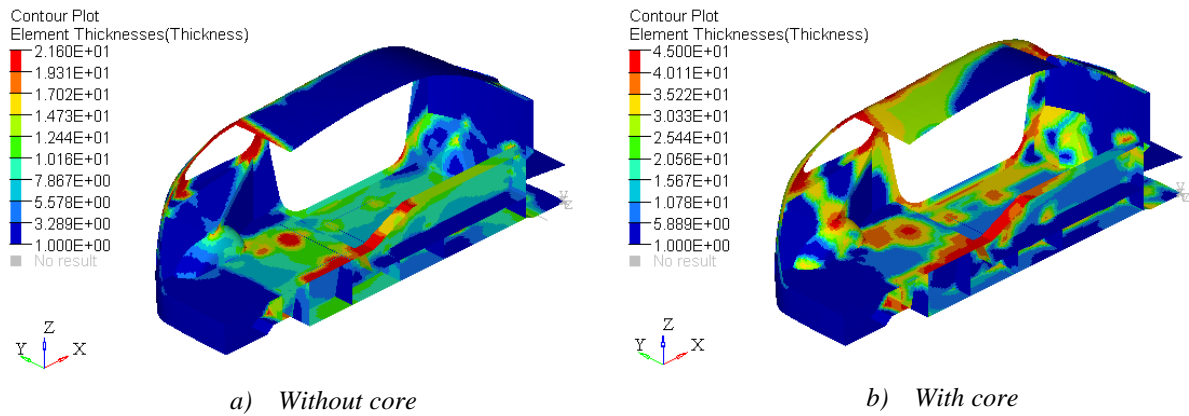 Contour Plot
Element Thicknesses(Thickness)
2.160E+01
1.931E+01
1.702E+01
1.473E+01
1.244E+01
1.016E+01
7.867E+00
5.578E+00
3.289E+00
1.000E+00
No result
Z
Y X
a) Without core
Contour Plot
Element Thicknesses(Thickness)
4.500E+01
4.011E+01
3.522E+01
3.033E+01
2.544E+01
2.056E+01
1.567E+01
1.078E+01
5.889E+00
1.000E+00
No result
Z
Y X
b) With core